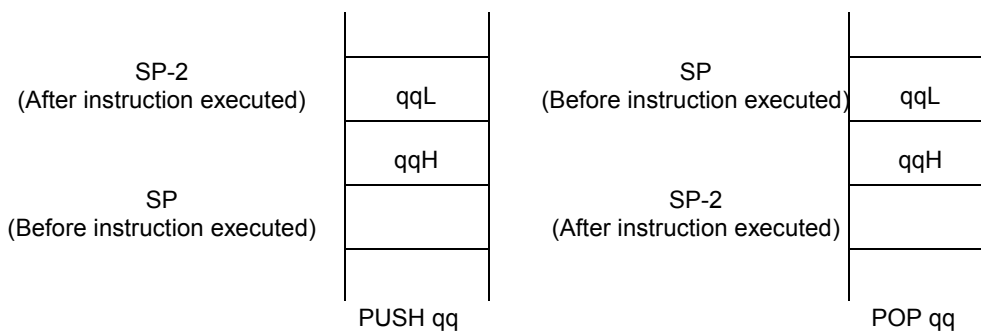 SP-2
(After instruction executed)
qqL
qqH
SP
(Before instruction executed)
PUSH qq
SP
(Before instruction executed)
qqL
qqH
SP-2
(After instruction executed)
POP qq